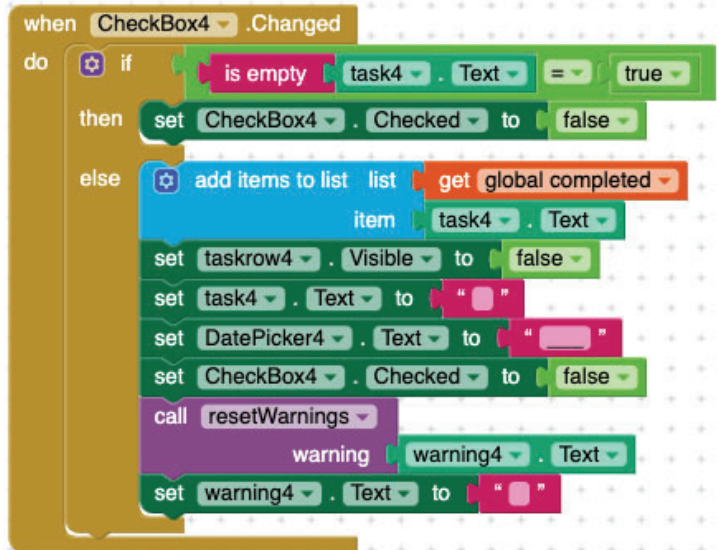 when CheckBox4 .Changed
do if is empty task4 . Text = true
then set CheckBox4 . Checked to false
else add items to list list get global completed
item task4 . Text
set taskrow4 . Visible to false
set task4 . Text to “ ”
set DatePicker4 . Text to “ ____ ”
set CheckBox4 . Checked to false
call resetWarnings
warning warning4 . Text
set warning4 . Text to “ ”